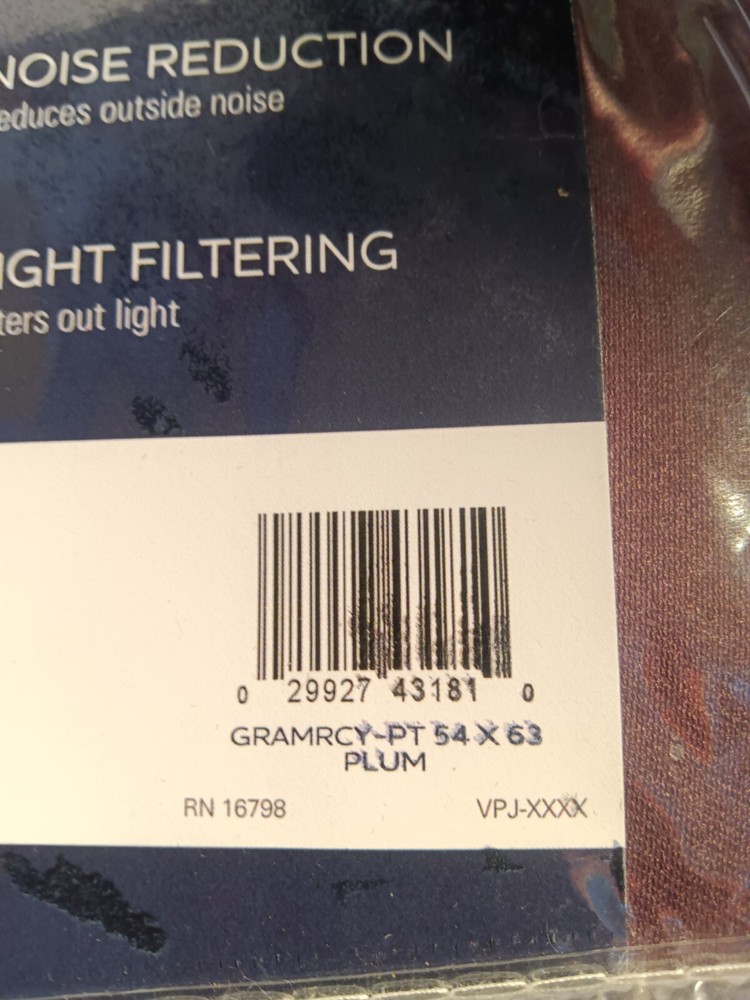 NOISE REDUCTION
educes outside noise
IGHT FILTERING
ters out light
0 29927 43181 0
GRAMRCY-PT 54 X 63
PLUM
RN 16798 VPJ-XXXX